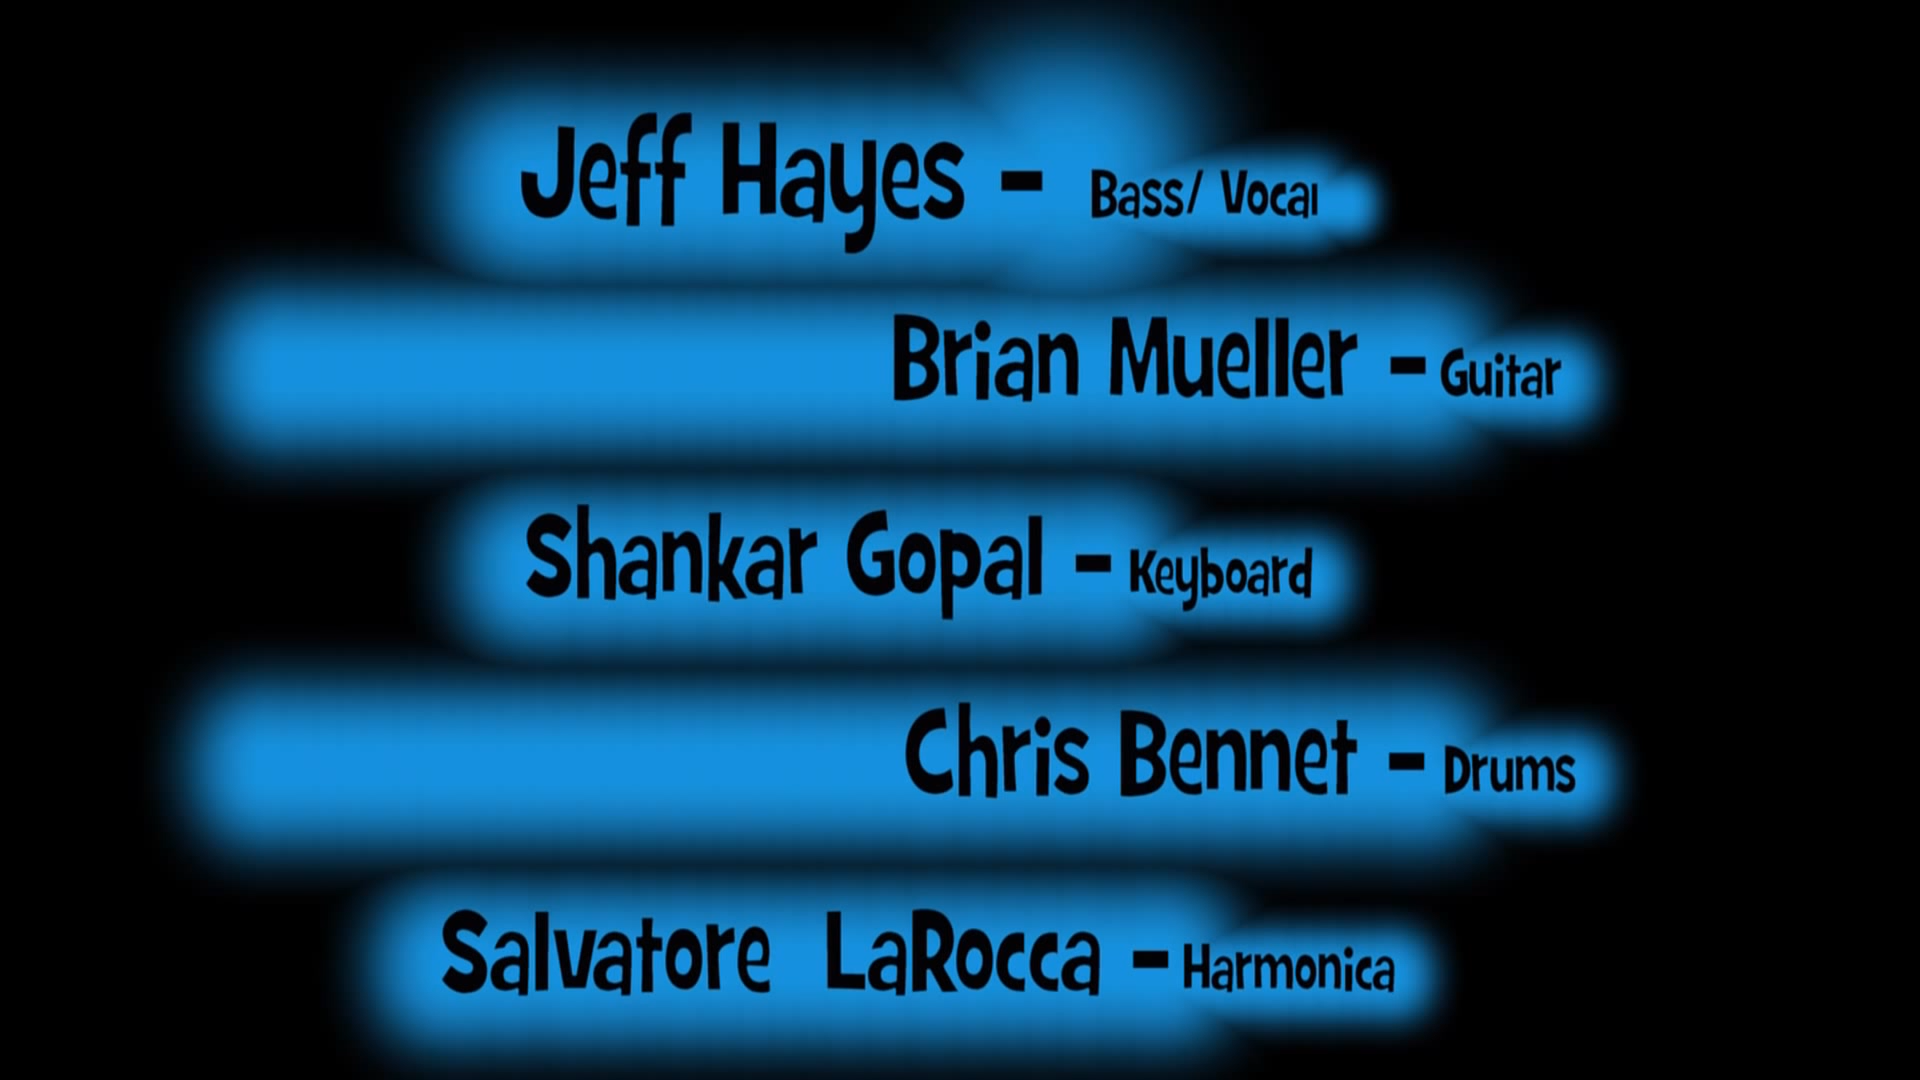 Jeff Hayes - Bass/ Vocal
Brian Mueller - Guitar
Shankar Gopal - Keyboard
Chris Bennet - Drums
Salvatore LaRocca - Harmonica